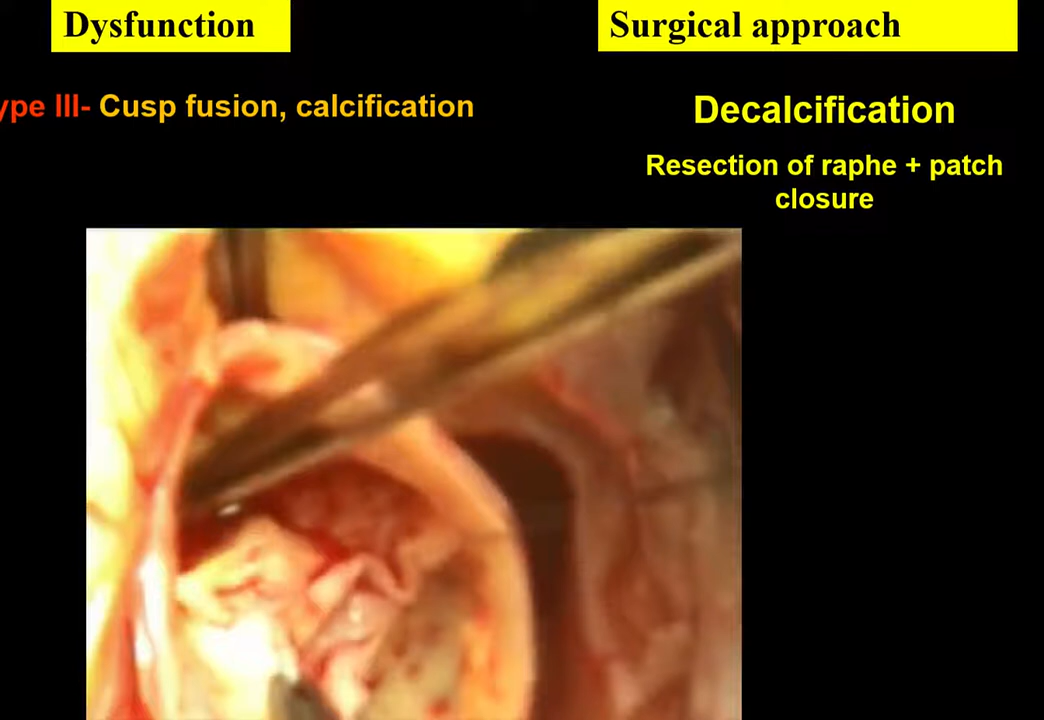 Dysfunction
Surgical approach
ype III- Cusp fusion, calcification
Decalcification
Resection of raphe + patch
closure